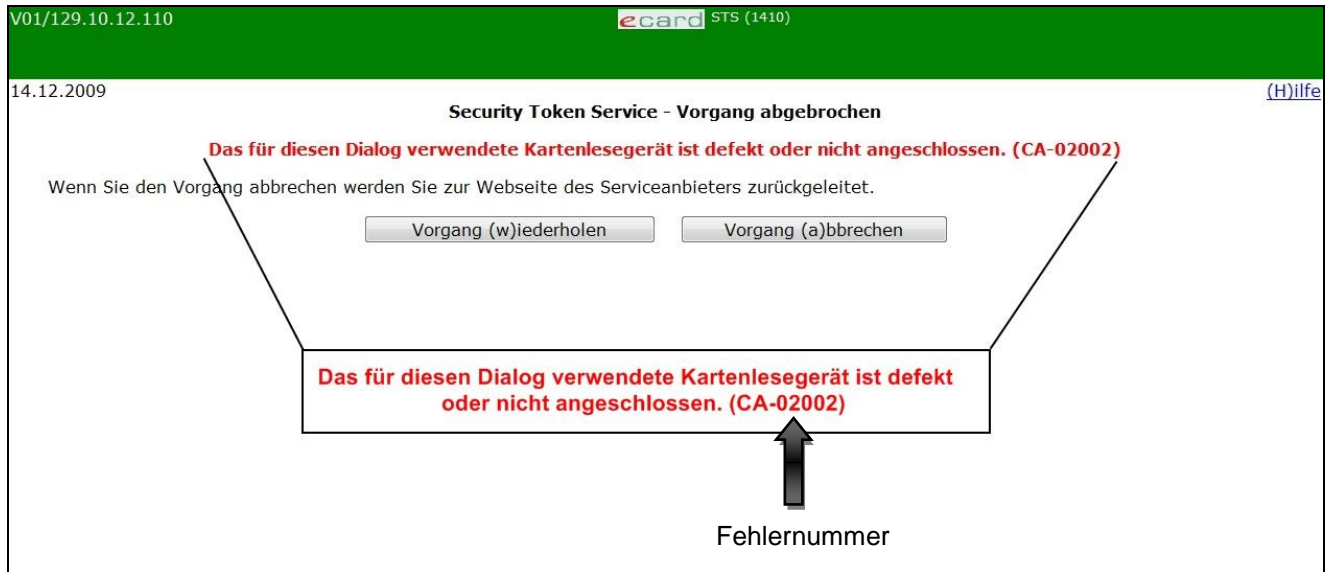 V01/129.10.12.110 ecard STS (1410)
14.12.2009 (H)ilfe
Security Token Service - Vorgang abgebrochen
Das für diesen Dialog verwendete Kartenlesegerät ist defekt oder nicht angeschlossen. (CA-02002)
Wenn Sie den Vorgang abbrechen werden Sie zur Webseite des Serviceanbieters zurückgeleitet.
Vorgang (w)iederholen Vorgang (a)bbrechen
Das für diesen Dialog verwendete Kartenlesegerät ist defekt
oder nicht angeschlossen. (CA-02002)
Fehlernummer